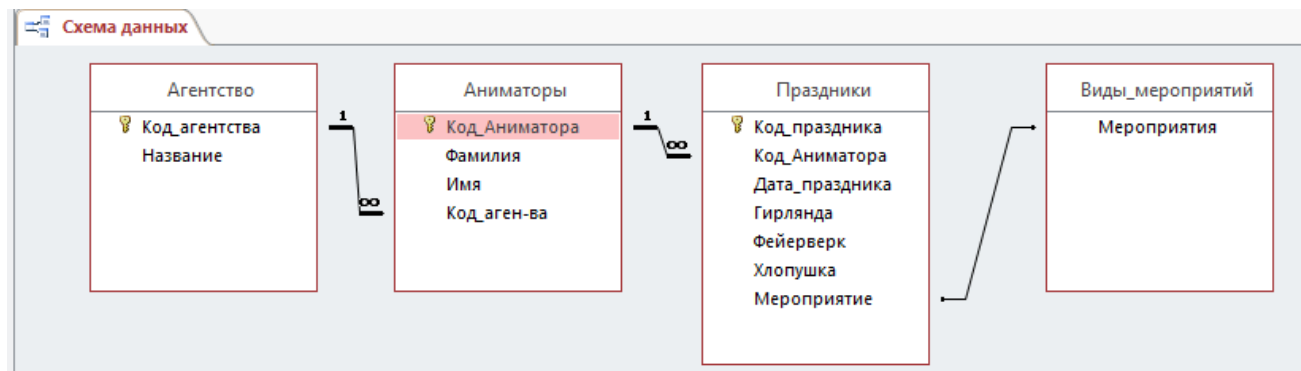 Схема данных
Агентство
Код_агентства
Название
1
∞
Аниматоры
Код_Аниматора
Фамилия
Имя
Код_аген-ва
1
∞
Праздники
Код_праздника
Код_Аниматора
Дата_праздника
Гирлянда
Фейерверк
Хлопушка
Мероприятие
Виды_мероприятий
Мероприятия